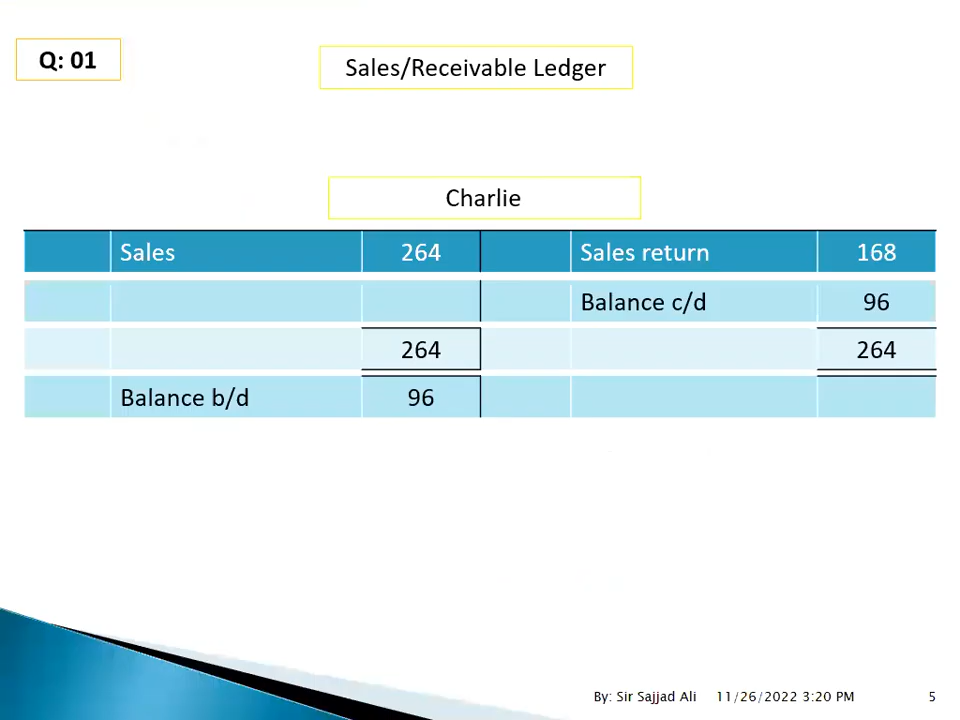 Q: 01
Sales/Receivable Ledger
Charlie
Sales 264 Sales return 168
Balance c/d 96
264 264
Balance b/d 96
By: Sir Sajjad Ali 11/26/2022 3:20 PM 5